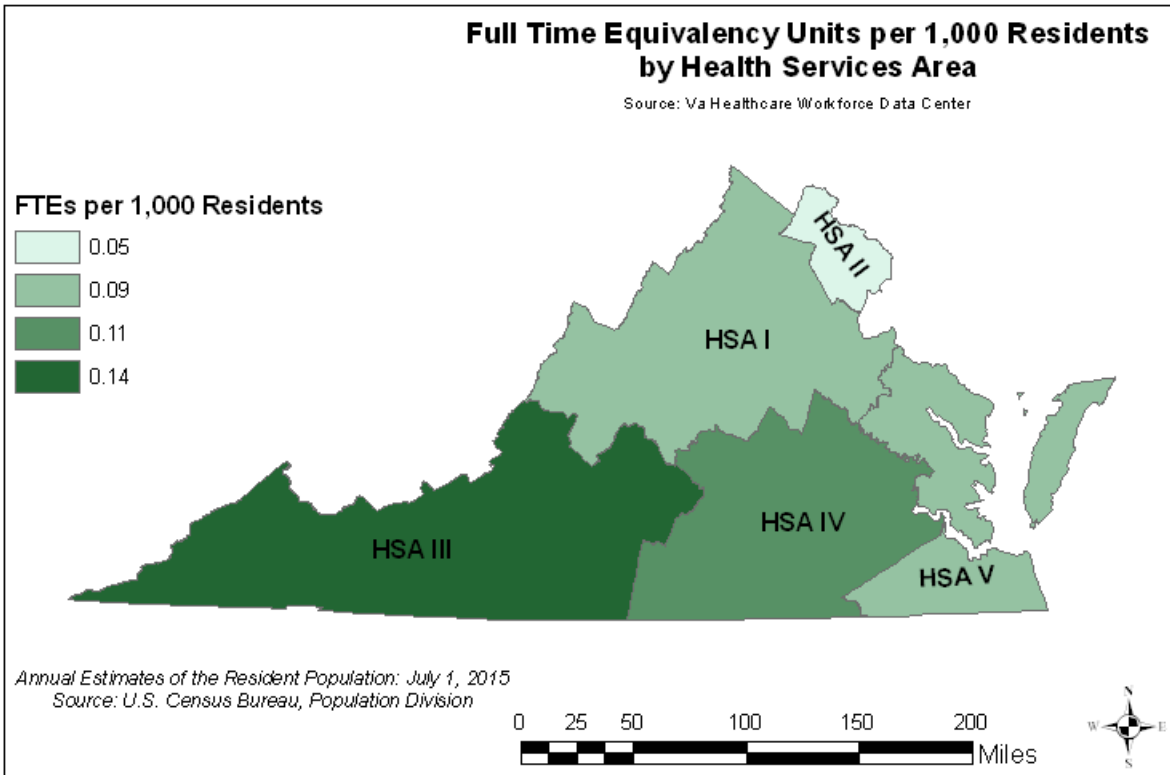 Full Time Equivalency Units per 1,000 Residents
by Health Services Area
Source: Va Healthcare Workforce Data Center
FTEs per 1,000 Residents
0.05
0.09
0.11
0.14
HSA II
HSA I
HSA III
HSA IV
HSA V
Annual Estimates of the Resident Population: July 1, 2015
Source: U.S. Census Bureau, Population Division
0 25 50 100 150 200
Miles
N
W E
S